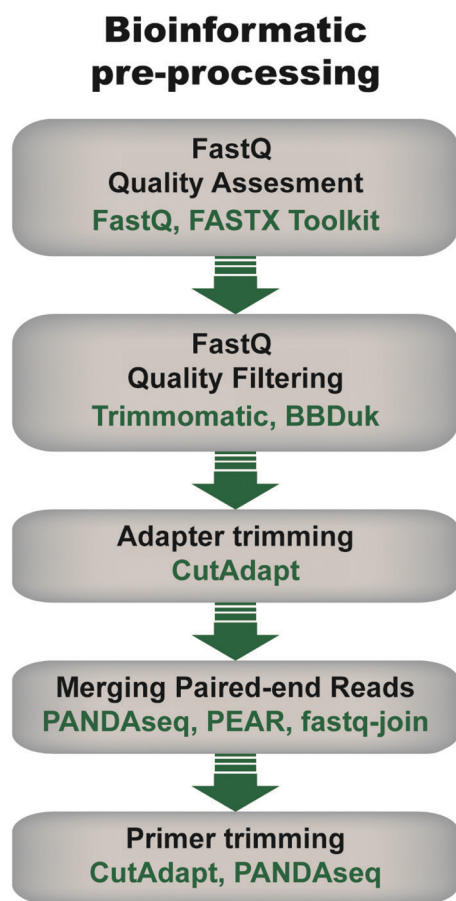 Bioinformatic
pre-processing
FastQ
Quality Assesment
FastQ, FASTX Toolkit
FastQ
Quality Filtering
Trimmomatic, BBDuk
Adapter trimming
CutAdapt
Merging Paired-end Reads
PANDAseq, PEAR, fastq-join
Primer trimming
CutAdapt, PANDAseq